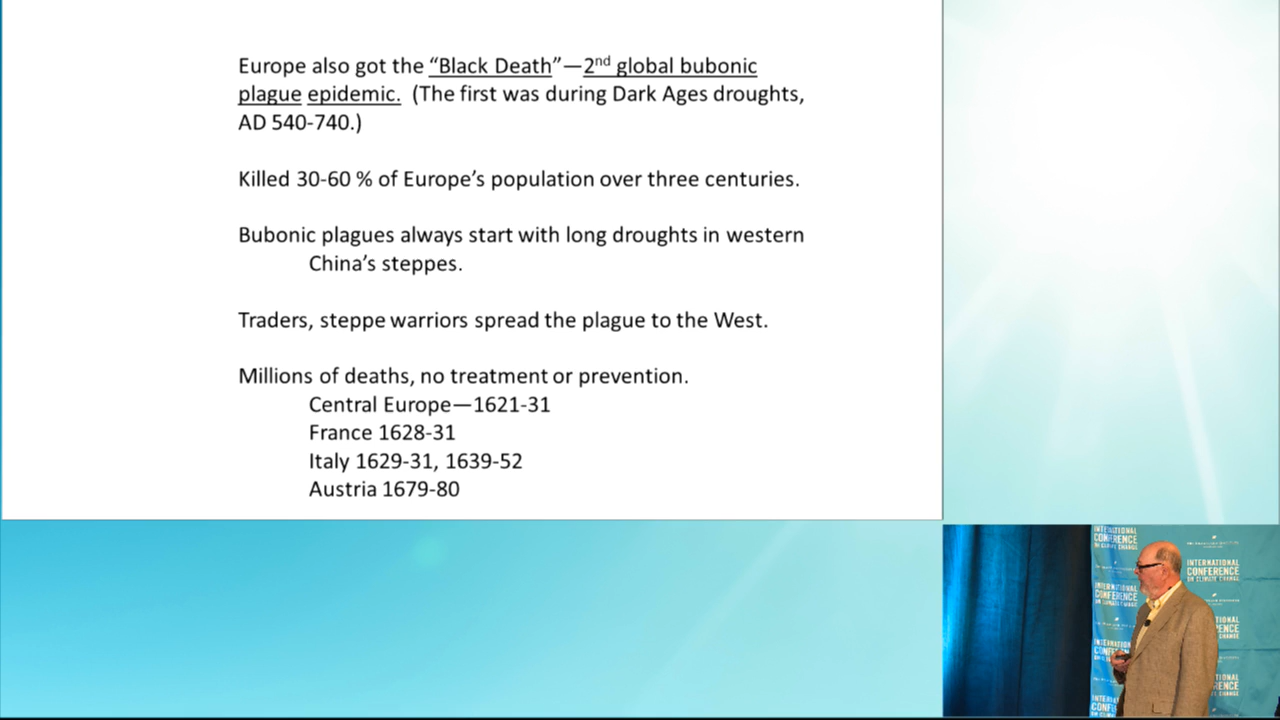 Europe also got the “Black Death”—2nd global bubonic
plague epidemic. (The first was during Dark Ages droughts,
AD 540-740.)
Killed 30-60 % of Europe’s population over three centuries.
Bubonic plagues always start with long droughts in western
China’s steppes.
Traders, steppe warriors spread the plague to the West.
Millions of deaths, no treatment or prevention.
Central Europe—1621-31
France 1628-31
Italy 1629-31, 1639-52
Austria 1679-80
INTERNATIONAL
CONFERENCE
ON CLIMATE CHANGE